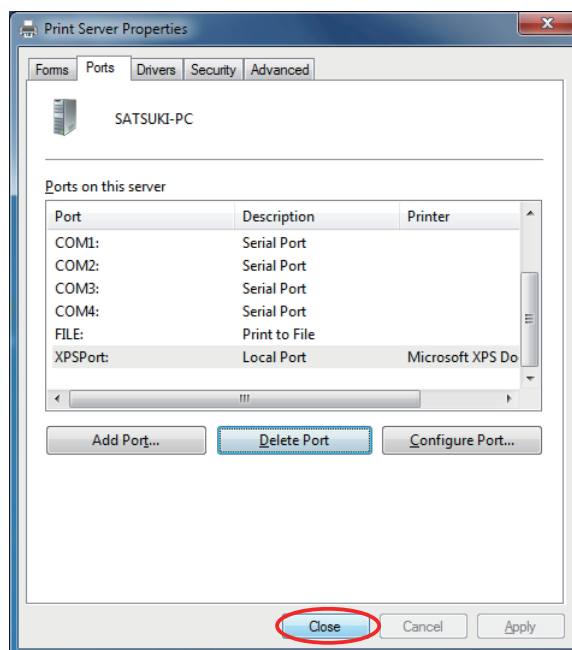 Print Server Properties
Forms Ports Drivers Security Advanced
SATSUKI-PC
Ports on this server
Port Description Printer
COM1: Serial Port
COM2: Serial Port
COM3: Serial Port
COM4: Serial Port
FILE: Print to File
XPSPort: Local Port Microsoft XPS Do
Add Port... Delete Port Configure Port...
Close Cancel Apply